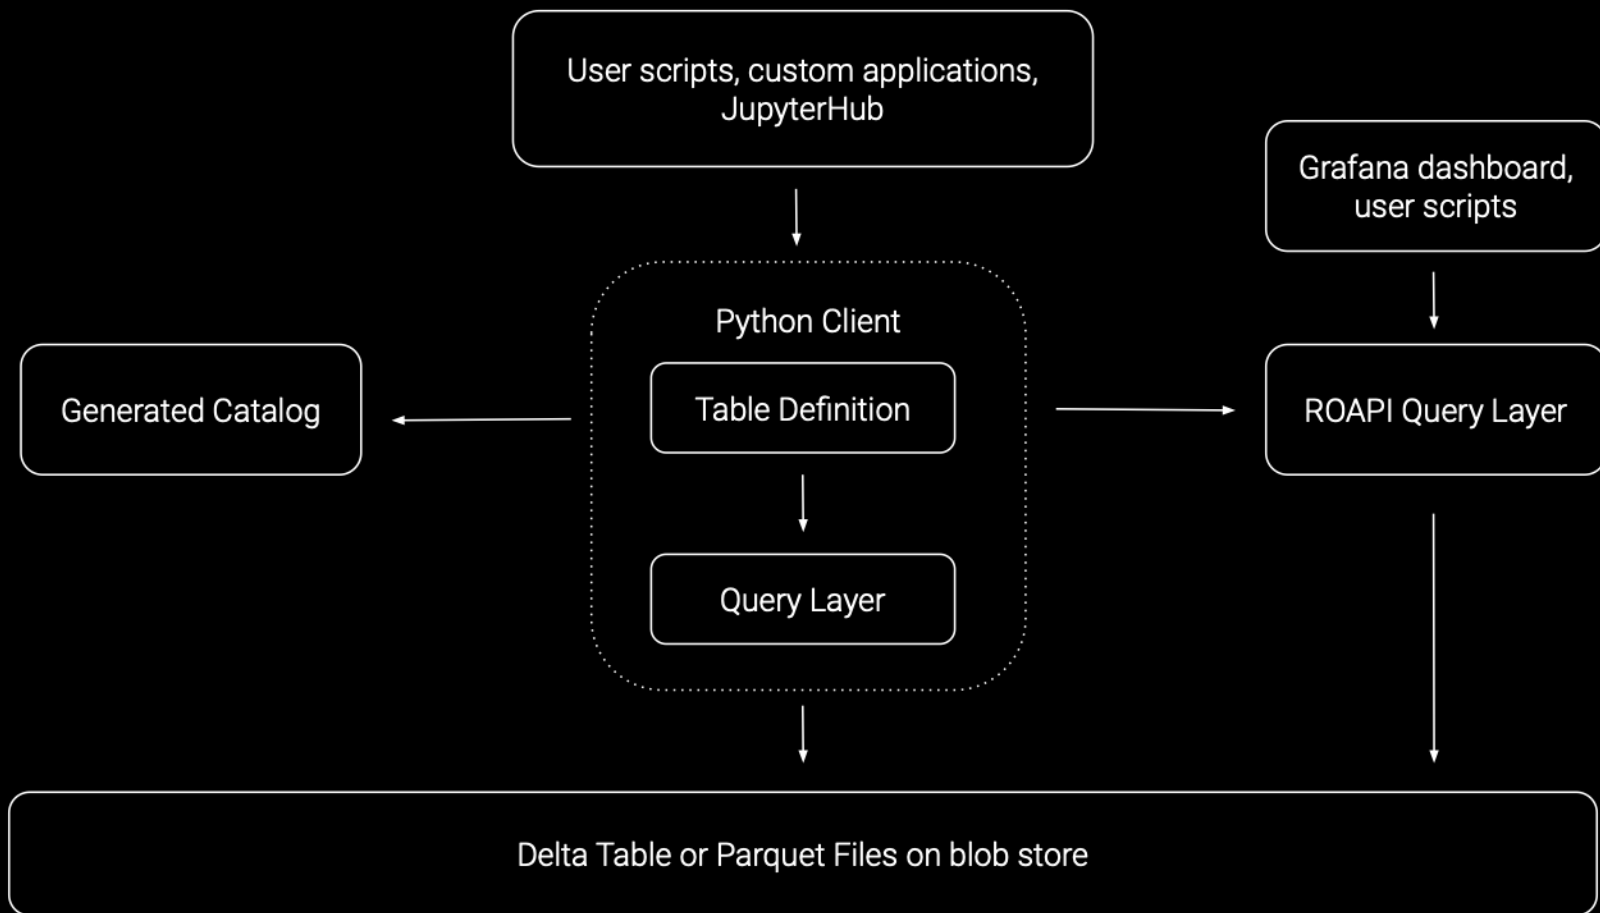 User scripts, custom applications,
JupyterHub
Grafana dashboard,
user scripts
Python Client
Generated Catalog
Table Definition
ROAPI Query Layer
Query Layer
Delta Table or Parquet Files on blob store